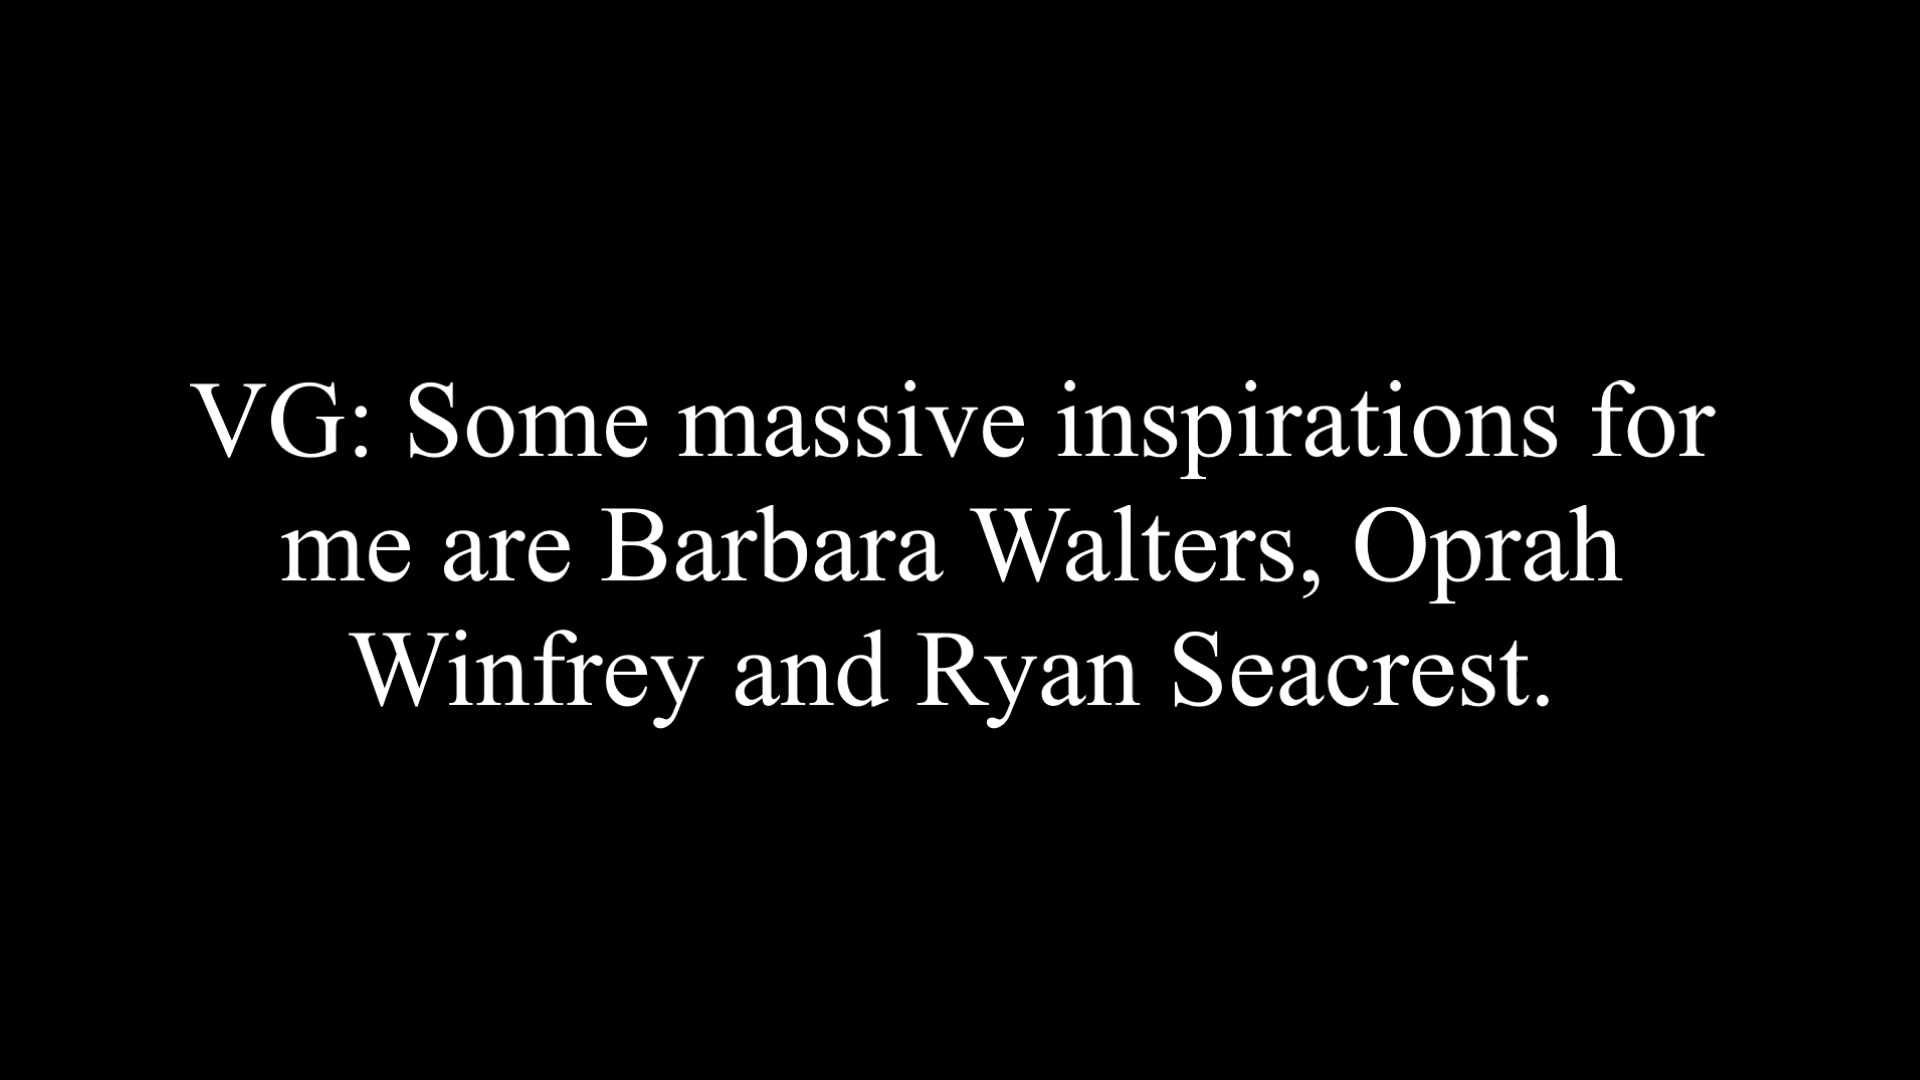 VG: Some massive inspirations for
me are Barbara Walters, Oprah
Winfrey and Ryan Seacrest.